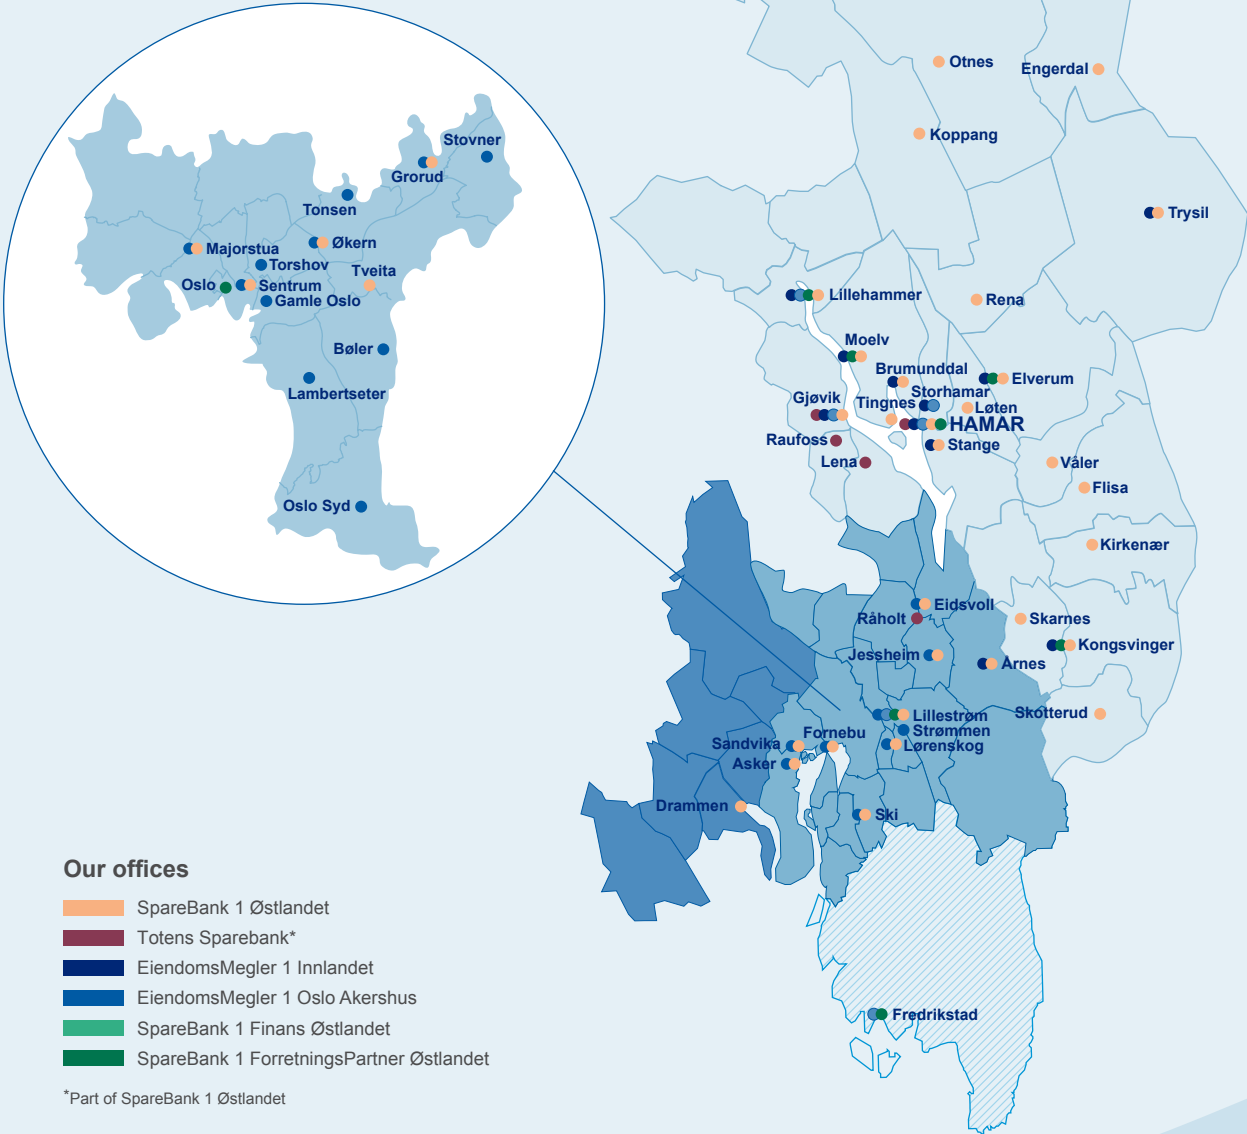 Otnes
Engerdal
Koppang
Stovner
Grorud
Tonsen
Trysil
Majorstua
Økern
Torshov
Tveita
Oslo
Sentrum
Gamle Oslo
Lillehammer
Rena
Moelv
Bøler
Brumunddal
Elverum
Lambertseter
Storhamar
Gjøvik
Tingnes
Løten
HAMAR
Raufoss
Stange
Lena
Våler
Flisa
Oslo Syd
Kirkenær
Eidsvoll
Råholt
Skarnes
Kongsvinger
Jessheim
Årnes
Lillestrøm
Skotterud
Strømmen
Fornebu
Sandvika
Lørenskog
Asker
Drammen
Ski
Our offices
SpareBank 1 Østlandet
Totens Sparebank*
EiendomsMegler 1 Innlandet
EiendomsMegler 1 Oslo Akershus
Fredrikstad
SpareBank 1 Finans Østlandet
SpareBank 1 ForretningsPartner Østlandet
*Part of SpareBank 1 Østlandet